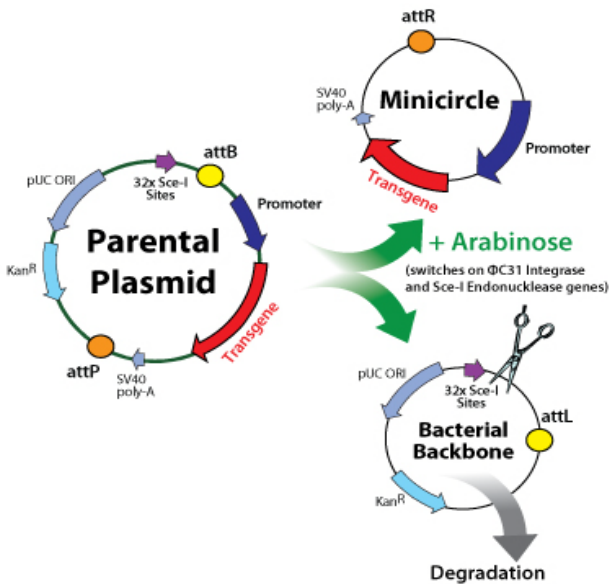 attR
SV40
poly-A
Minicircle
Promoter
Transgene
attB
32x Sce-I
Sites
pUC ORI
Promoter
Parental
Plasmid
KanR
Transgene
attP
SV40
poly-A
+ Arabinose
(switches on ΦC31 Integrase
and Sce-I Endonucklease genes)
pUC ORI
32x Sce-I
Sites
attL
Bacterial
Backbone
KanR
Degradation